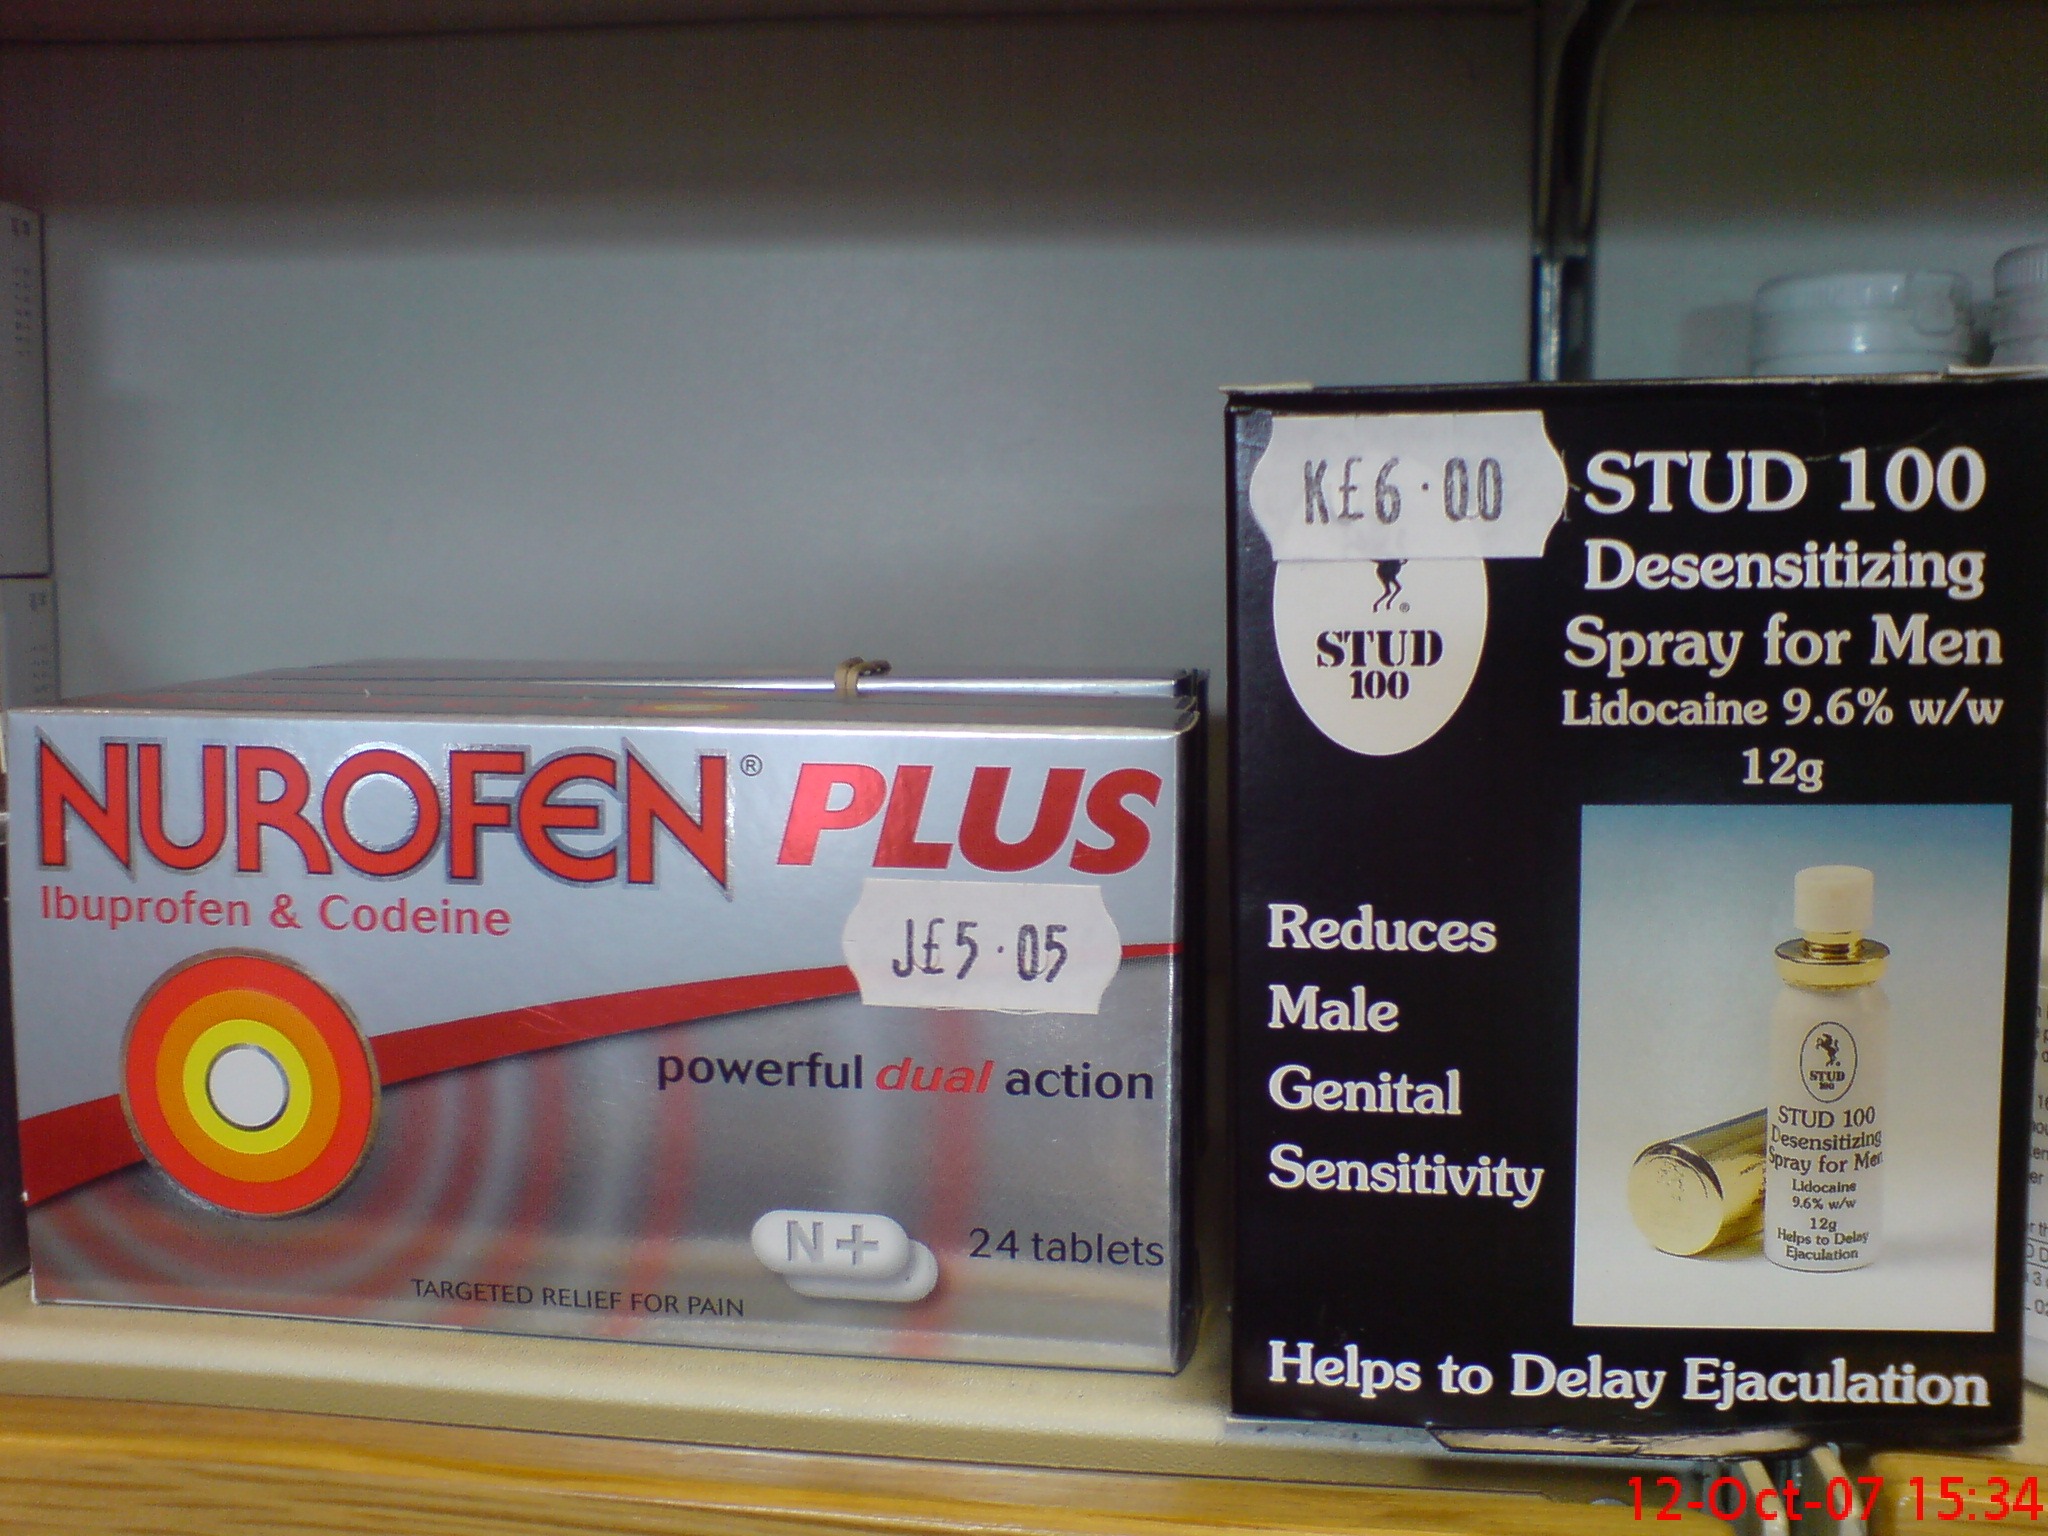 NUROFEN® PLUS
Ibuprofen & Codeine
J£5·05
powerful dual action
N+
24 tablets
TARGETED RELIEF FOR PAIN
K£6·00
STUD 100
Desensitizing
Spray for Men
Lidocaine 9.6% w/w
12g
®
STUD
100
Reduces
Male
Genital
Sensitivity
STUD
100
STUD 100
Desensitizing
Spray for Men
Lidocaine
9.6% w/w
12g
Helps to Delay
Ejaculation
Helps to Delay Ejaculation
12-Oct-07 15:34